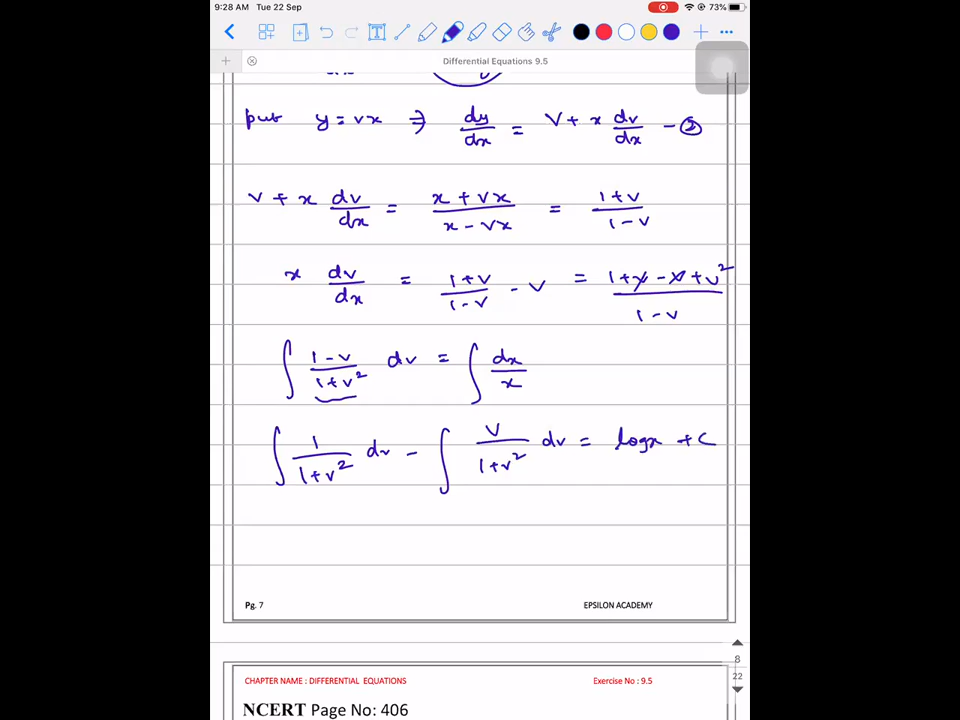 9:28 AM Tue 22 Sep 73%
Differential Equations 9.5
put y = vx ⇒ dy/dx = v + x dv/dx - ②
v + x dv/dx = x + vx / x - vx = 1+v / 1-v
x dv/dx = 1+v / 1-v - v = 1+v-v+v² / 1-v
∫ 1-v / 1+v² dv = ∫ dx / x
∫ 1 / 1+v² dv - ∫ v / 1+v² dv = logx + c
Pg. 7 EPSILON ACADEMY
8
22
CHAPTER NAME : DIFFERENTIAL EQUATIONS Exercise No : 9.5
NCERT Page No: 406